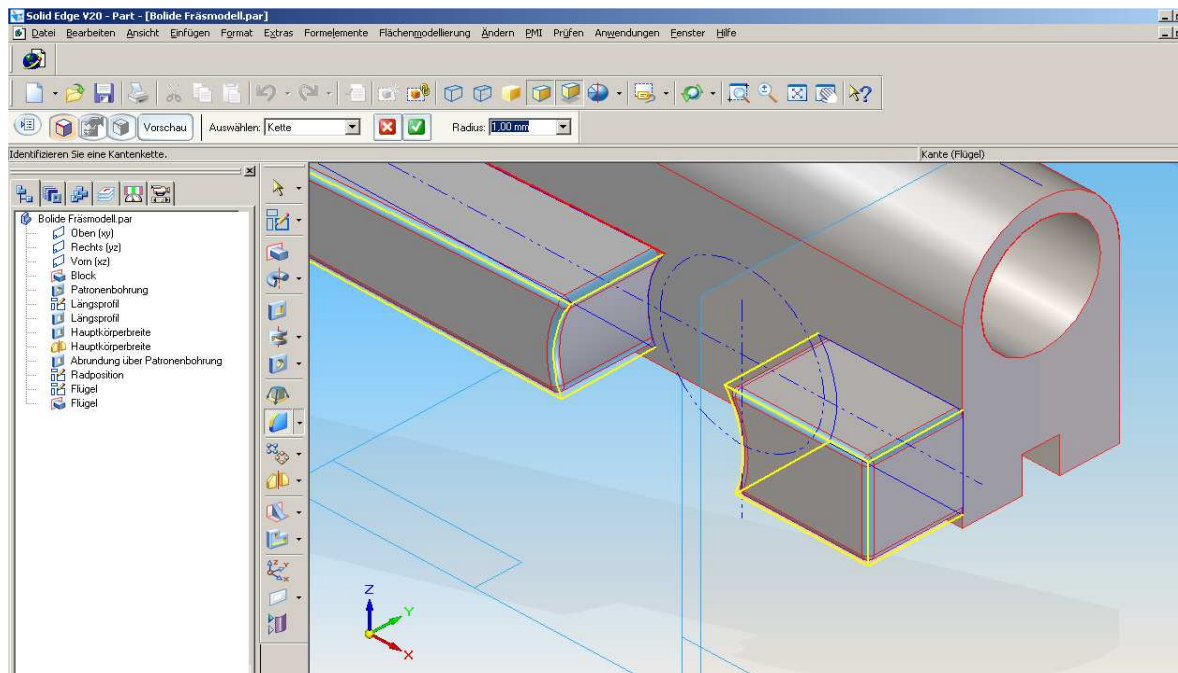 Solid Edge V20 - Part - [Bolide Fräsmodell.par]
Datei Bearbeiten Ansicht Einfügen Format Extras Formelemente Flächenmodellierung Ändern PMI Prüfen Anwendungen Fenster Hilfe
Vorschau Auswählen: Kette Radius: 1,00 mm
Identifizieren Sie eine Kantenkette. Kante (Flügel)
Bolide Fräsmodell.par
Oben (xy)
Rechts (yz)
Vorn (xz)
Block
Patronenbohrung
Längsprofil
Längsprofil
Hauptkörperbreite
Hauptkörperbreite
Abrundung über Patronenbohrung
Radposition
Flügel
Flügel
Z
Y
X